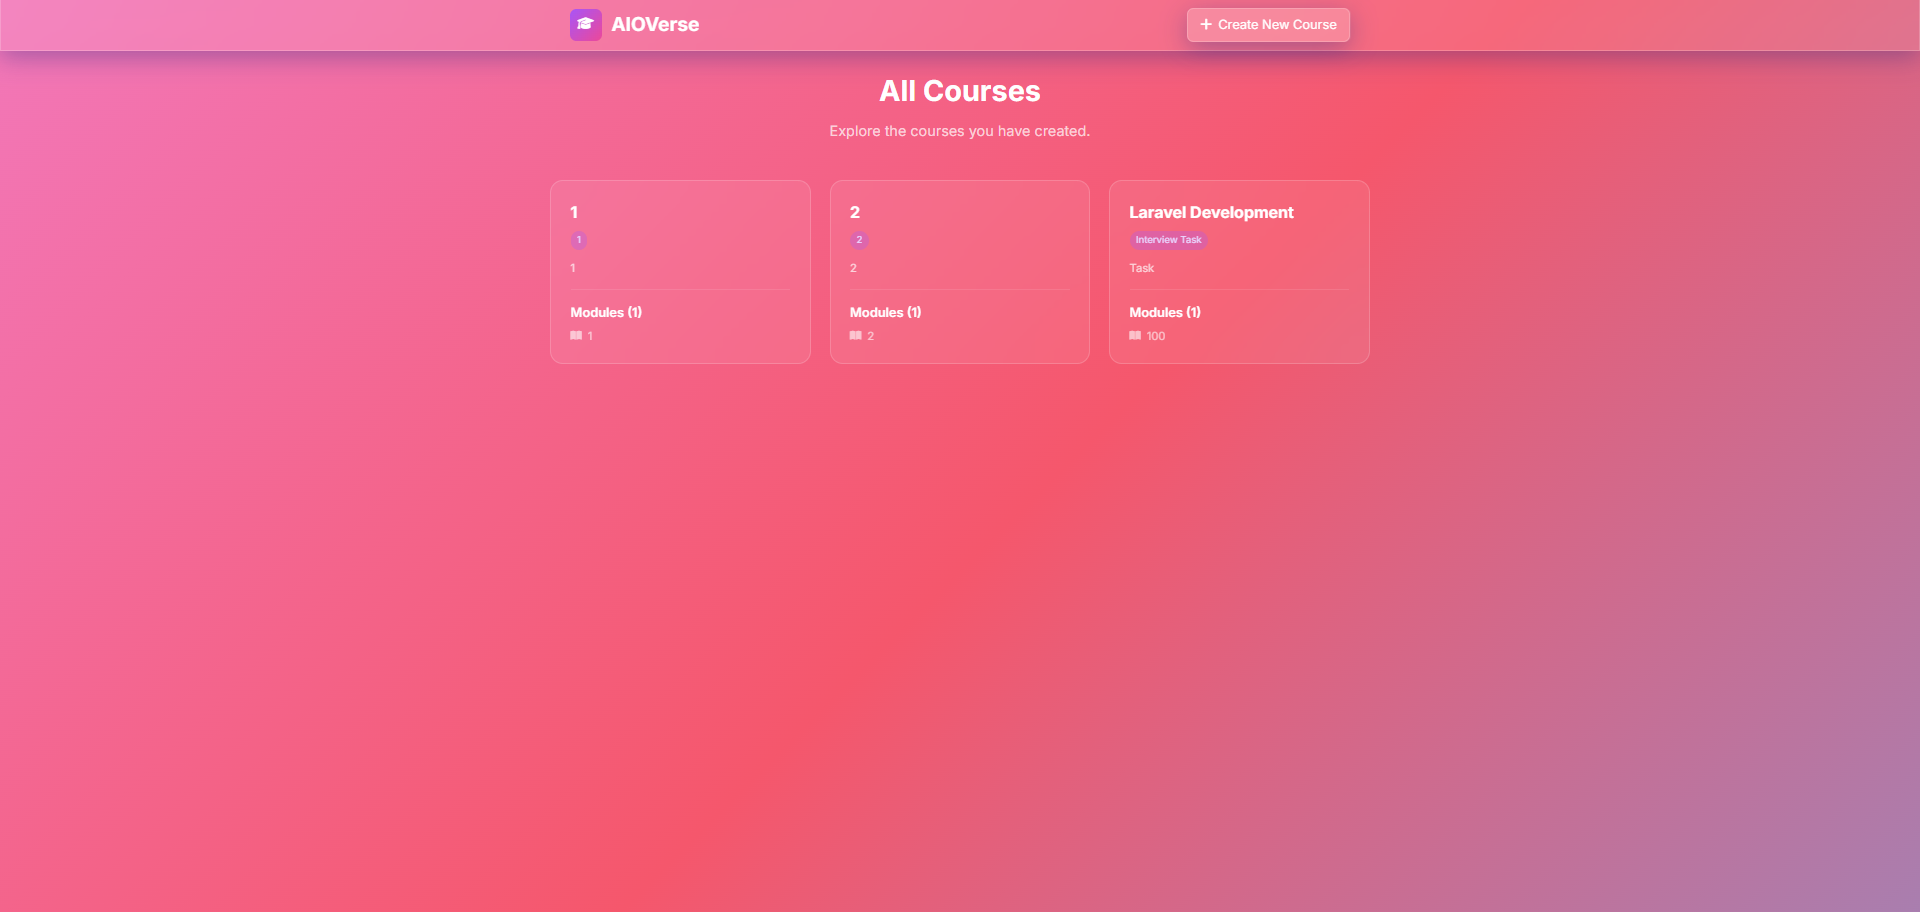 AIOVerse
Create New Course
All Courses
Explore the courses you have created.
1
1
1
Modules (1)
1
2
2
2
Modules (1)
2
Laravel Development
Interview Task
Task
Modules (1)
100